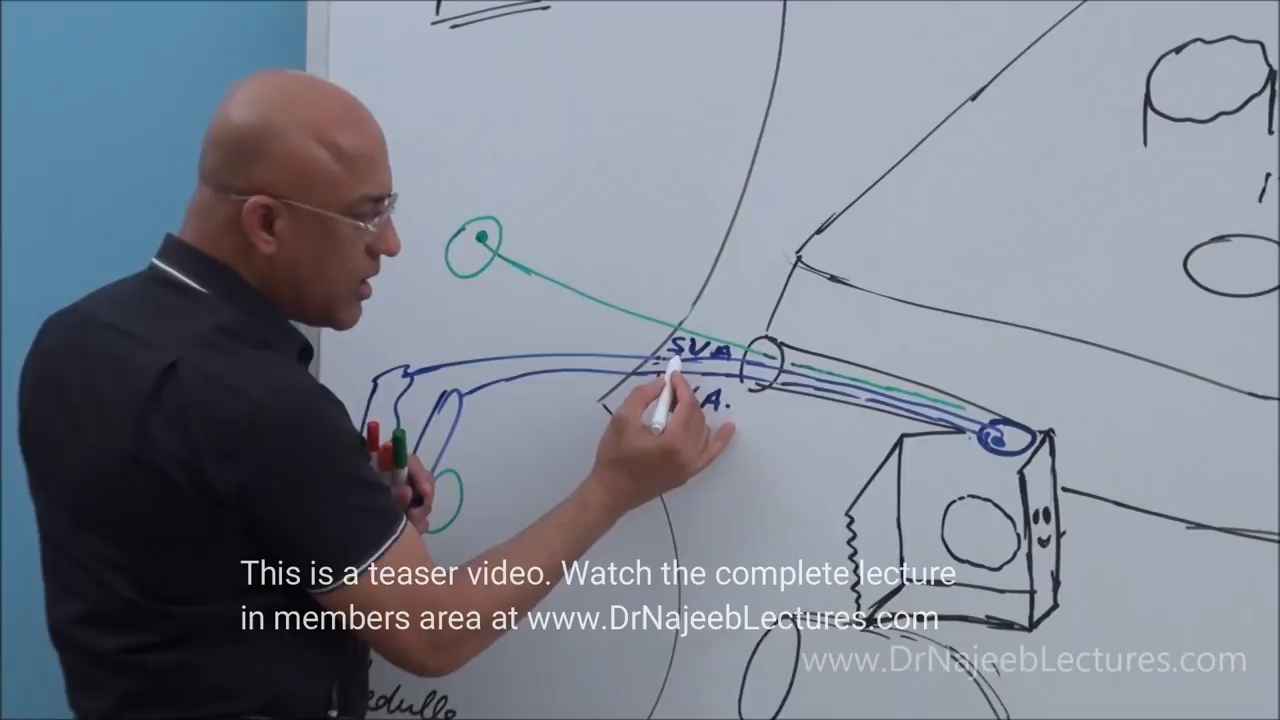 SVA
A.
This is a teaser video. Watch the complete lecture
in members area at www.DrNajeebLectures.com
www.DrNajeebLectures.com